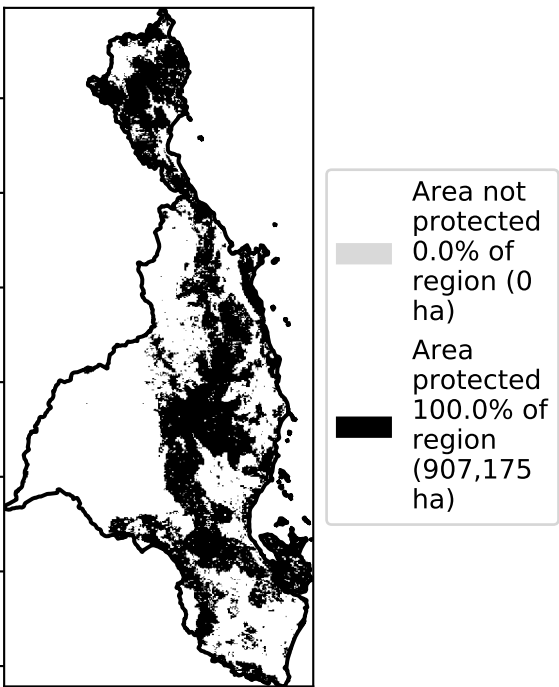 Area not
protected
0.0% of
region (0
ha)
Area
protected
100.0% of
region
(907,175
ha)